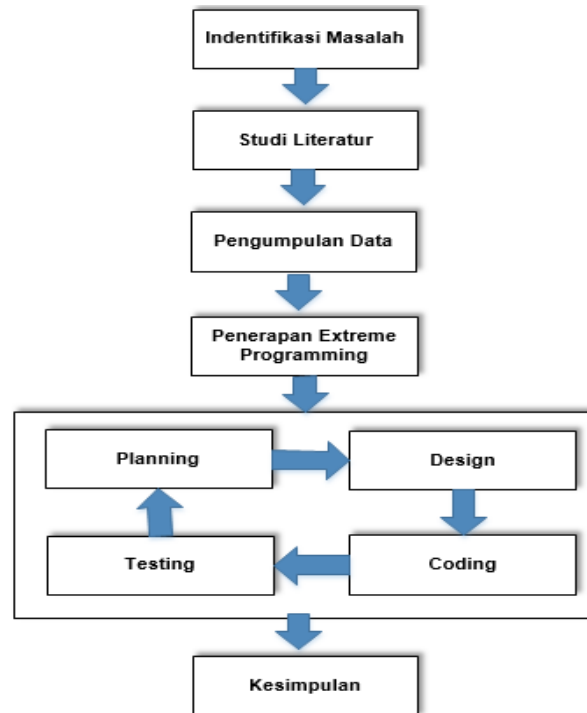 Indentifikasi Masalah
Studi Literatur
Pengumpulan Data
Penerapan Extreme
Programming
Planning
Design
Testing
Coding
Kesimpulan